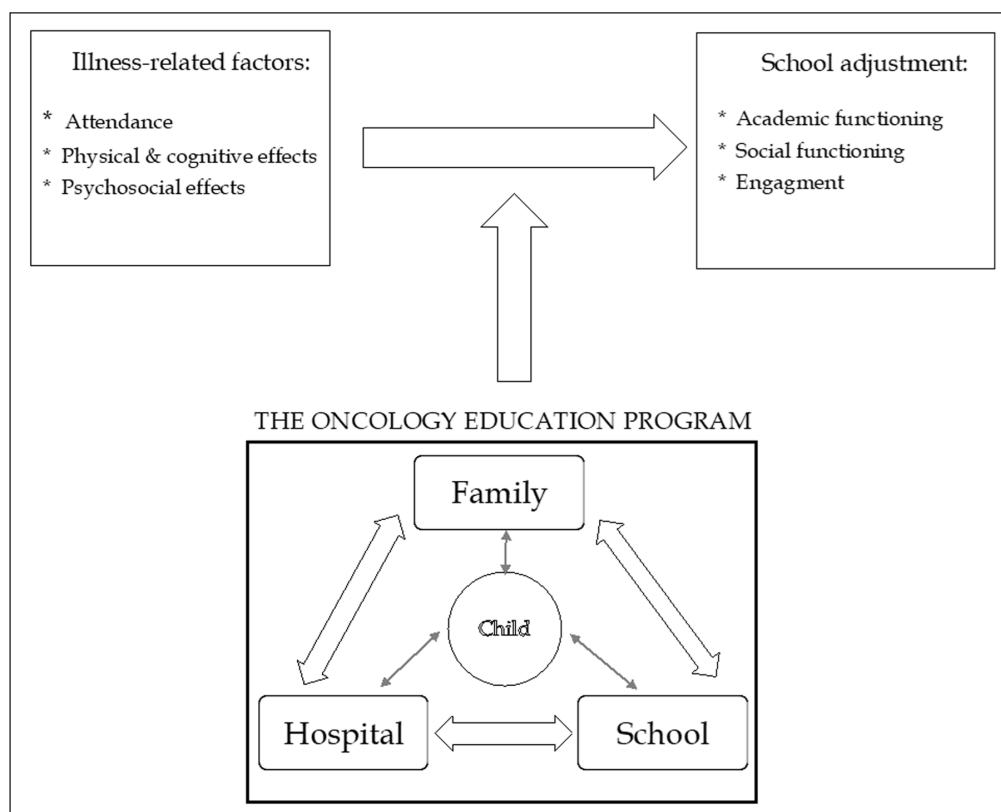 Illness-related factors:
* Attendance
* Physical & cognitive effects
* Psychosocial effects
School adjustment:
* Academic functioning
* Social functioning
* Engagment
THE ONCOLOGY EDUCATION PROGRAM
Family
Child
Hospital
School